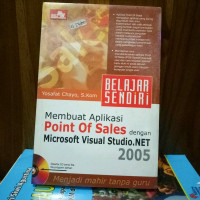 Yosafat Chayo, S.Kom
BELAJAR
SENDIRI
Membuat Aplikasi
Point Of Sales dengan
Microsoft Visual Studio.NET
2005
Menjadi mahir tanpa guru